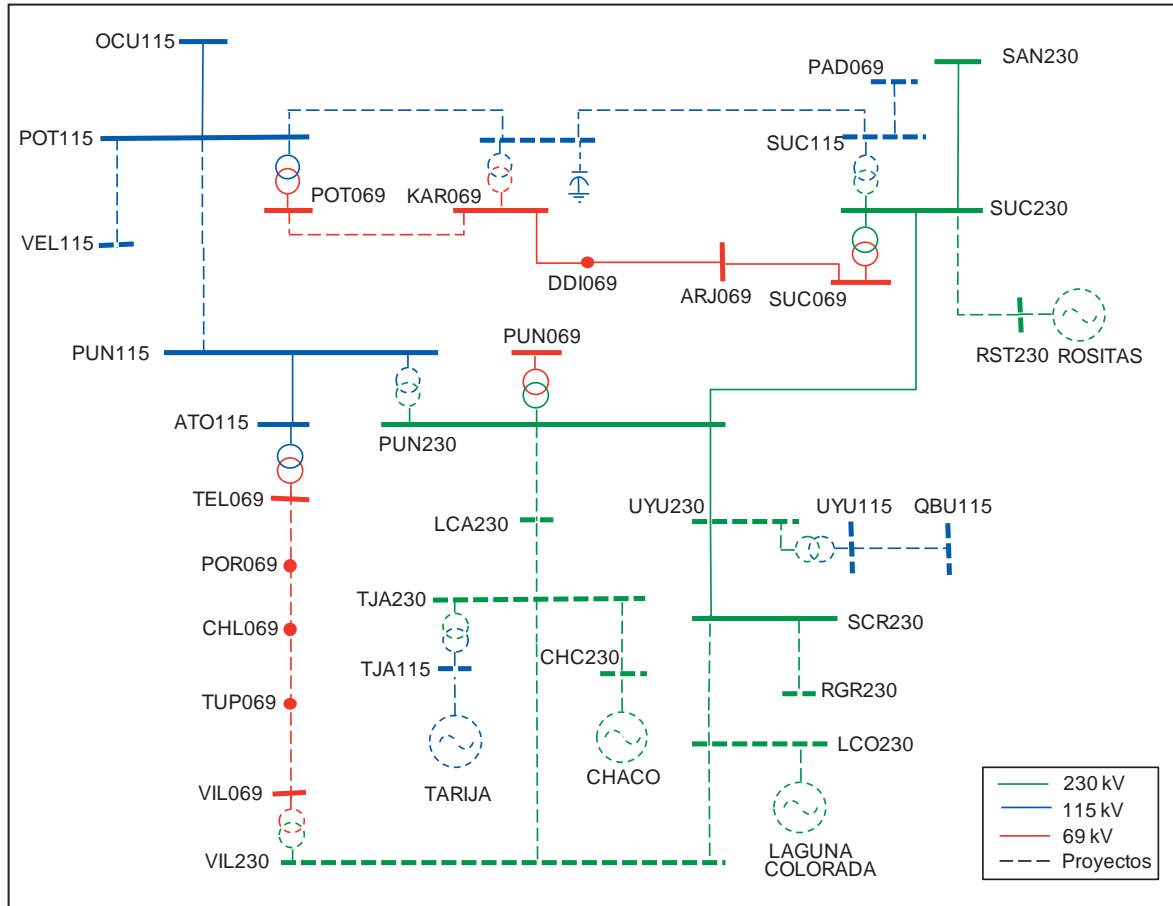 OCU115
PAD069
SAN230
POT115
SUC115
POT069
KAR069
SUC230
VEL115
DDI069
ARJ069
SUC069
PUN069
PUN115
RST230
ROSITAS
ATO115
PUN230
TEL069
LCA230
UYU230
UYU115
QBU115
POR069
TJA230
CHL069
SCR230
TJA115
CHC230
TUP069
RGR230
LCO230
TARIJA
CHACO
VIL069
230 kV
115 kV
69 kV
Proyectos
LAGUNA
COLORADA
VIL230